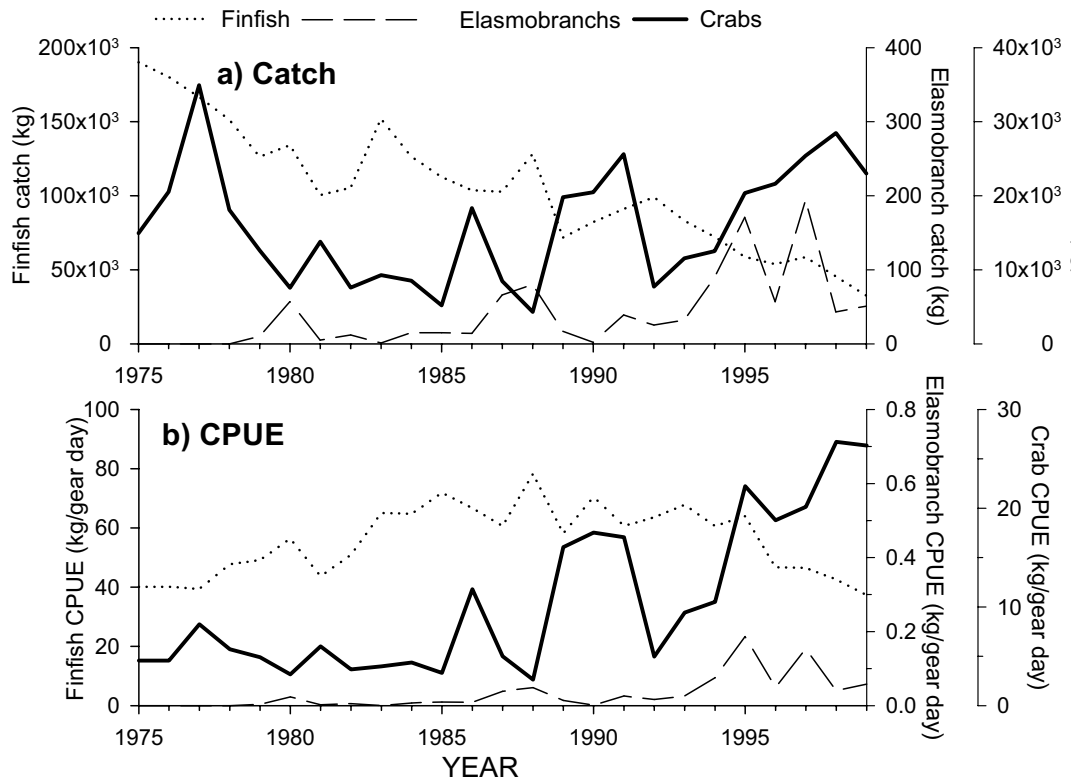 Finfish Elasmobranchs Crabs
a) Catch
Finfish catch (kg)
200x10³
150x10³
100x10³
50x10³
0
Elasmobranch catch (kg)
400
300
200
100
0
40x10³
30x10³
20x10³
10x10³
0
1975 1980 1985 1990 1995
b) CPUE
Finfish CPUE (kg/gear day)
100
80
60
40
20
0
Elasmobranch CPUE (kg/gear day)
0.8
0.6
0.4
0.2
0.0
Crab CPUE (kg/gear day)
30
20
10
0
1975 1980 1985 1990 1995
YEAR